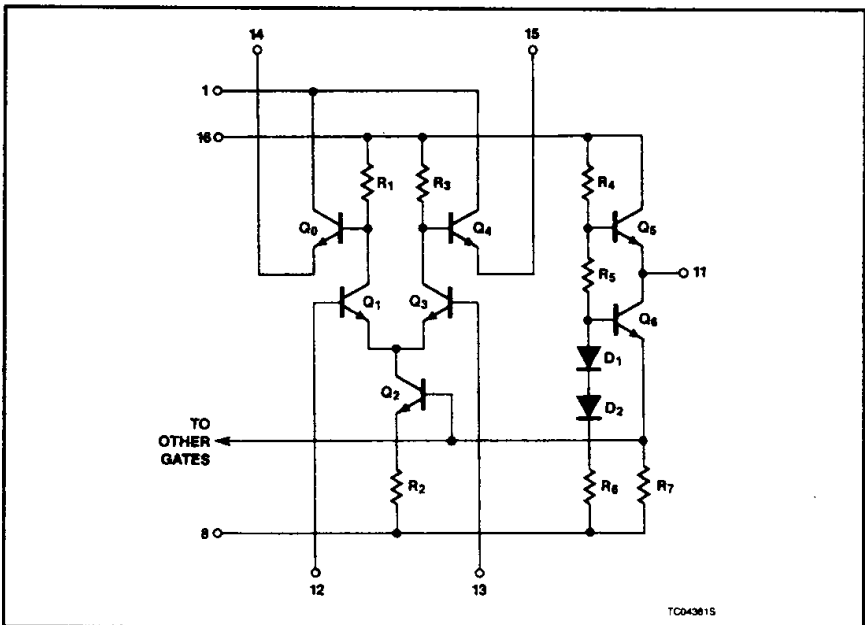 14
15
1
16
R1
R3
R4
Q0
Q4
Q5
R5
11
Q1
Q3
Q6
D1
Q2
D2
TO
OTHER
GATES
R2
R6
R7
8
12
13
TC04361S